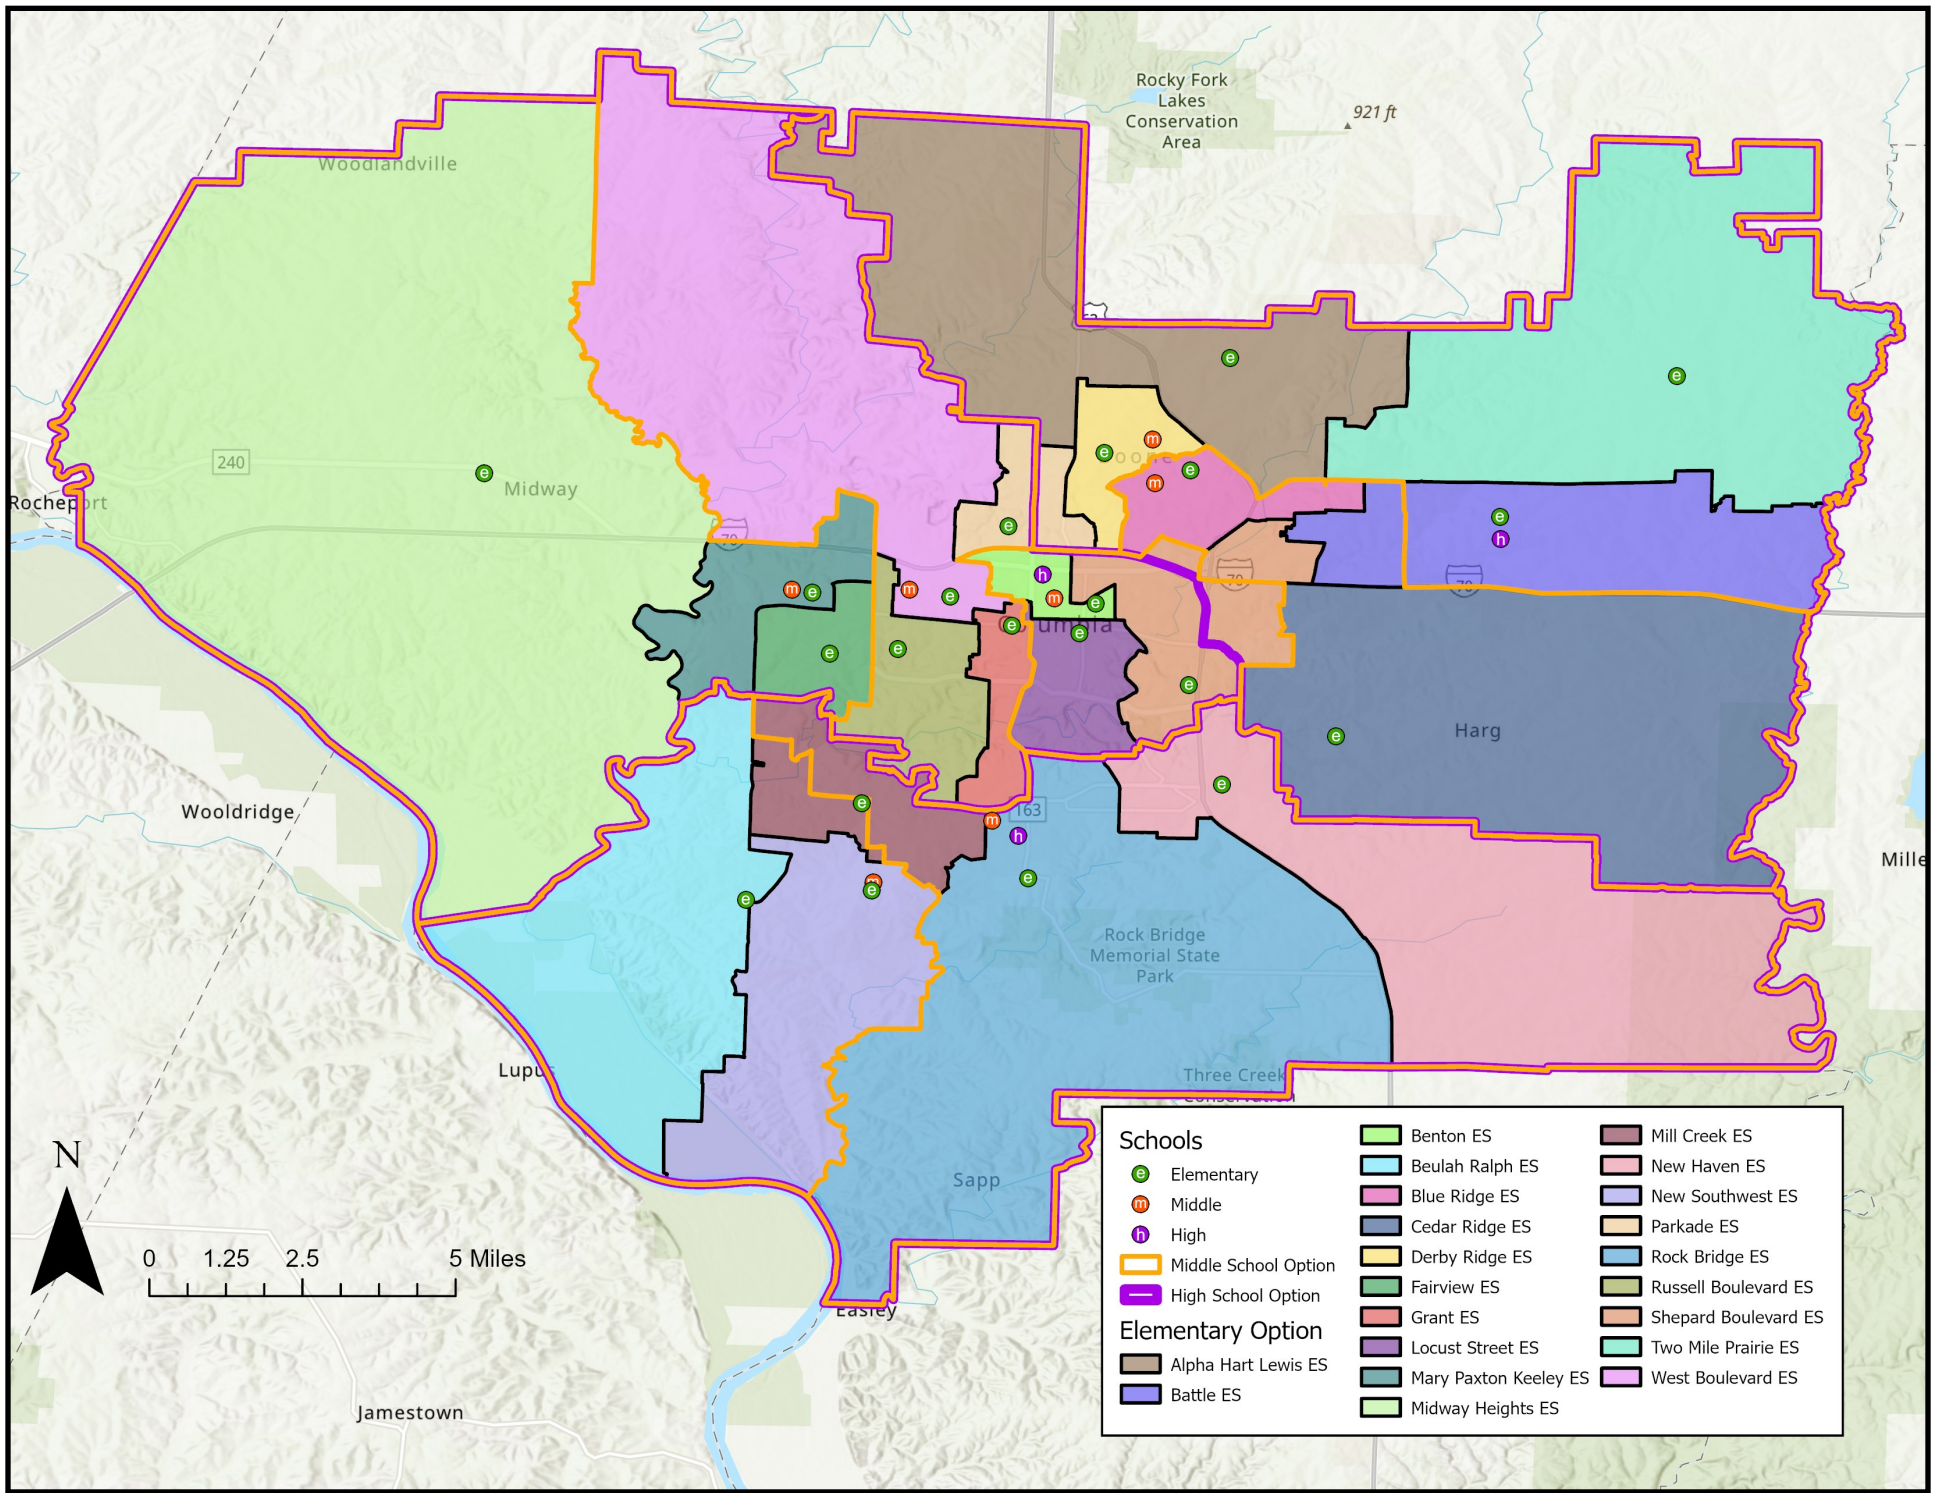 Rocky Fork
Lakes
Conservation
Area
921 ft
Woodlandville
240
Midway
Rocheport
70
70
70
Columbia
Harg
Wooldridge
163
Rock Bridge
Memorial State
Park
Lupus
Three Creek
Conservation
Sapp
Easley
Jamestown
N
0 1.25 2.5 5 Miles
e
m
h
Schools
e Elementary
m Middle
h High
Middle School Option
High School Option
Elementary Option
Alpha Hart Lewis ES
Battle ES
Benton ES
Beulah Ralph ES
Blue Ridge ES
Cedar Ridge ES
Derby Ridge ES
Fairview ES
Grant ES
Locust Street ES
Mary Paxton Keeley ES
Midway Heights ES
Mill Creek ES
New Haven ES
New Southwest ES
Parkade ES
Rock Bridge ES
Russell Boulevard ES
Shepard Boulevard ES
Two Mile Prairie ES
West Boulevard ES